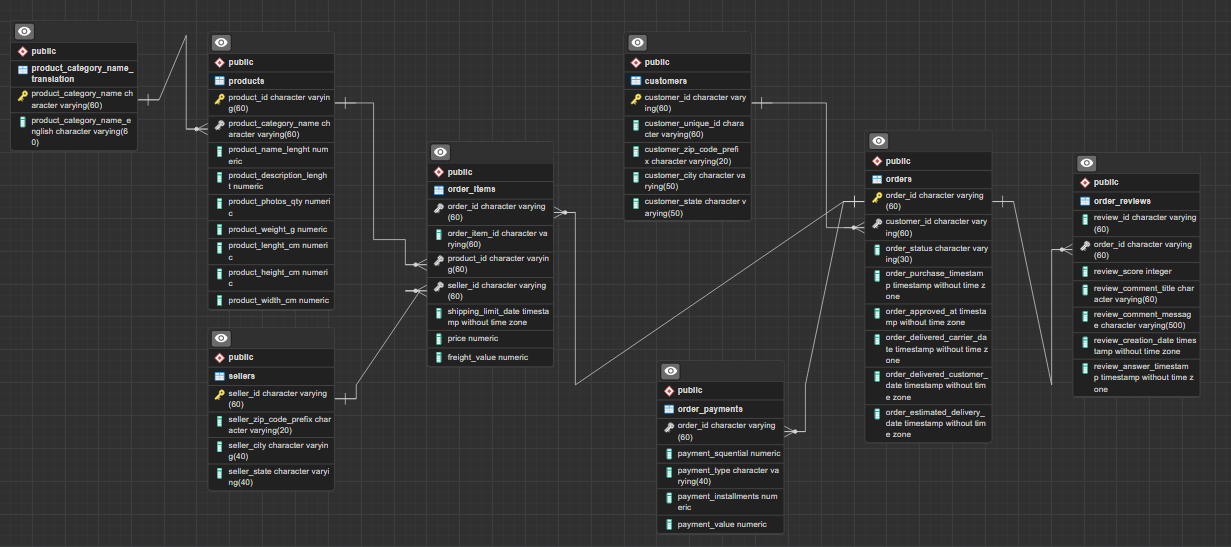 public
product_category_name_
translation
product_category_name ch
aracter varying(60)
product_category_name_e
nglish character varying(6
0)
public
products
product_id character varyin
g(60)
product_category_name ch
aracter varying(60)
product_name_lenght num
eric
product_description_lengh
t numeric
product_photos_qty numeri
c
product_weight_g numeric
product_lenght_cm numeri
c
product_height_cm numeri
c
product_width_cm numeric
public
sellers
seller_id character varying
(60)
seller_zip_code_prefix char
acter varying(20)
seller_city character varyin
g(40)
seller_state character varyi
ng(40)
public
order_items
order_id character varying
(60)
order_item_id character va
rying(60)
product_id character varyin
g(60)
seller_id character varying
(60)
shipping_limit_date timesta
mp without time zone
price numeric
freight_value numeric
public
customers
customer_id character vary
ing(60)
customer_unique_id chara
cter varying(60)
customer_zip_code_prefi
x character varying(20)
customer_city character va
rying(50)
customer_state character v
arying(50)
public
order_payments
order_id character varying
(60)
payment_squential numeric
payment_type character va
rying(40)
payment_installments num
eric
payment_value numeric
public
orders
order_id character varying
(60)
customer_id character vary
ing(60)
order_status character vary
ing(30)
order_purchase_timestam
p timestamp without time z
one
order_approved_at timesta
mp without time zone
order_delivered_carrier_da
te timestamp without time z
one
order_delivered_customer_
date timestamp without tim
e zone
order_estimated_delivery_
date timestamp without tim
e zone
public
order_reviews
review_id character varying
(60)
order_id character varying
(60)
review_score integer
review_comment_title char
acter varying(60)
review_comment_messag
e character varying(500)
review_creation_date times
tamp without time zone
review_answer_timestam
p timestamp without time z
one